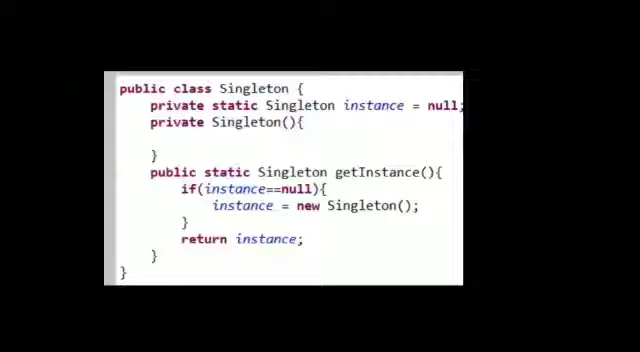 public class Singleton {
private static Singleton instance = null;
private Singleton(){
}
public static Singleton getInstance(){
if(instance==null){
instance = new Singleton();
}
return instance;
}
}